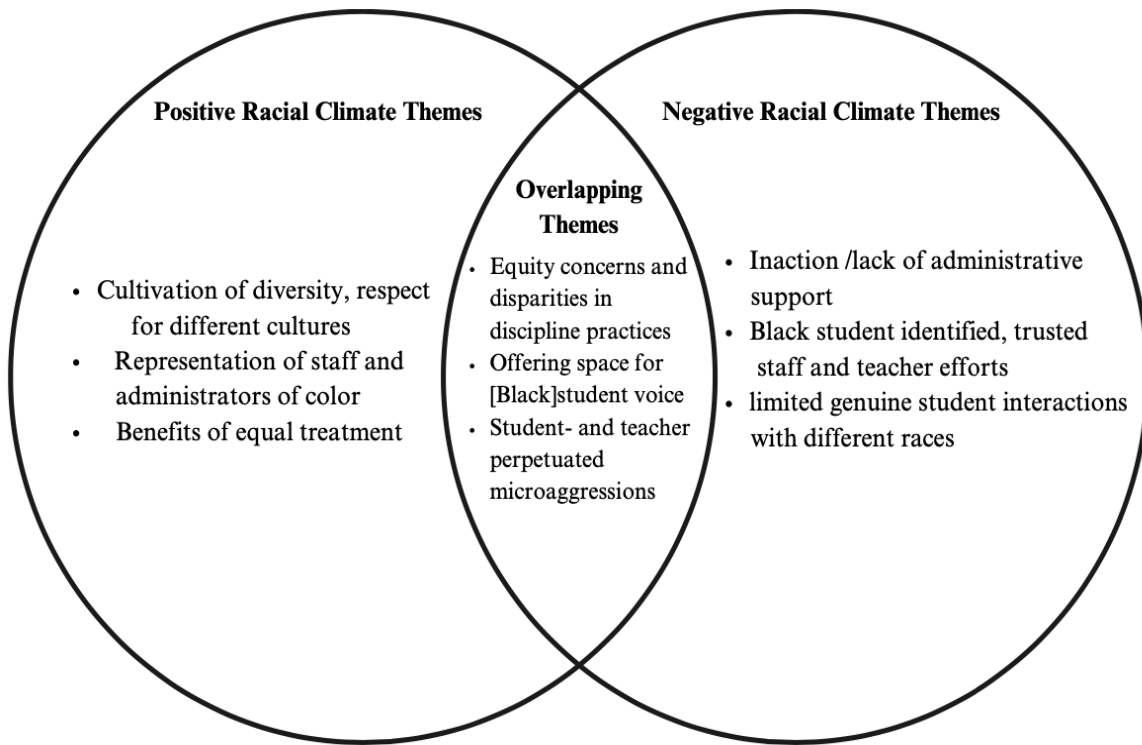 Positive Racial Climate Themes
• Cultivation of diversity, respect
for different cultures
• Representation of staff and
administrators of color
• Benefits of equal treatment
Overlapping
Themes
• Equity concerns and
disparities in
discipline practices
• Offering space for
[Black]student voice
• Student- and teacher
perpetuated
microaggressions
Negative Racial Climate Themes
• Inaction /lack of administrative
support
• Black student identified, trusted
staff and teacher efforts
• limited genuine student interactions
with different races